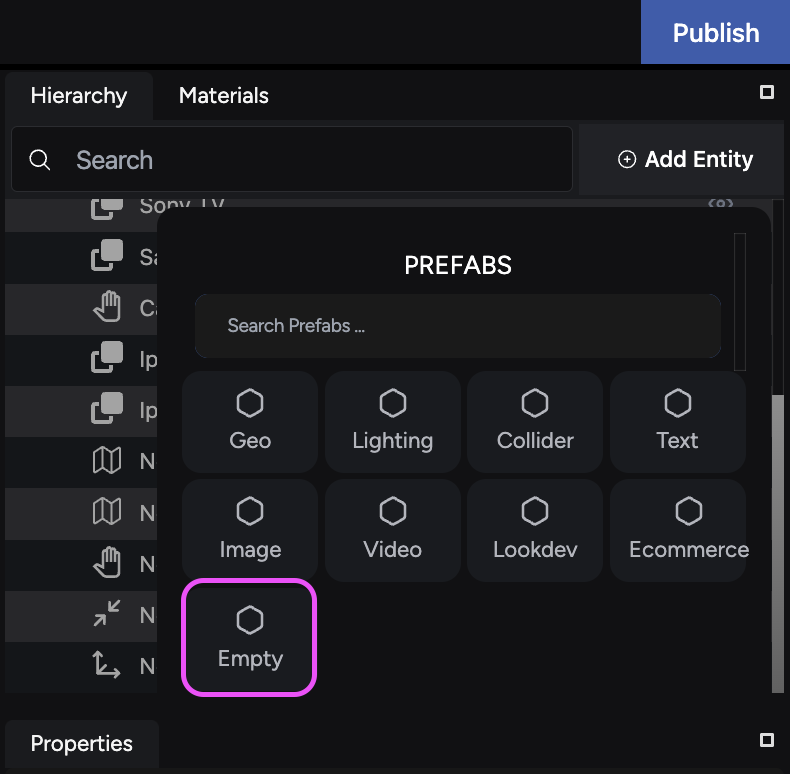 Publish
Hierarchy Materials
Search
Add Entity
Sony TV
Sa
Ca
Ip
Ip
N
N
N
N
N
PREFABS
Search Prefabs ...
Geo Lighting Collider Text
Image Video Lookdev Ecommerce
Empty
Properties